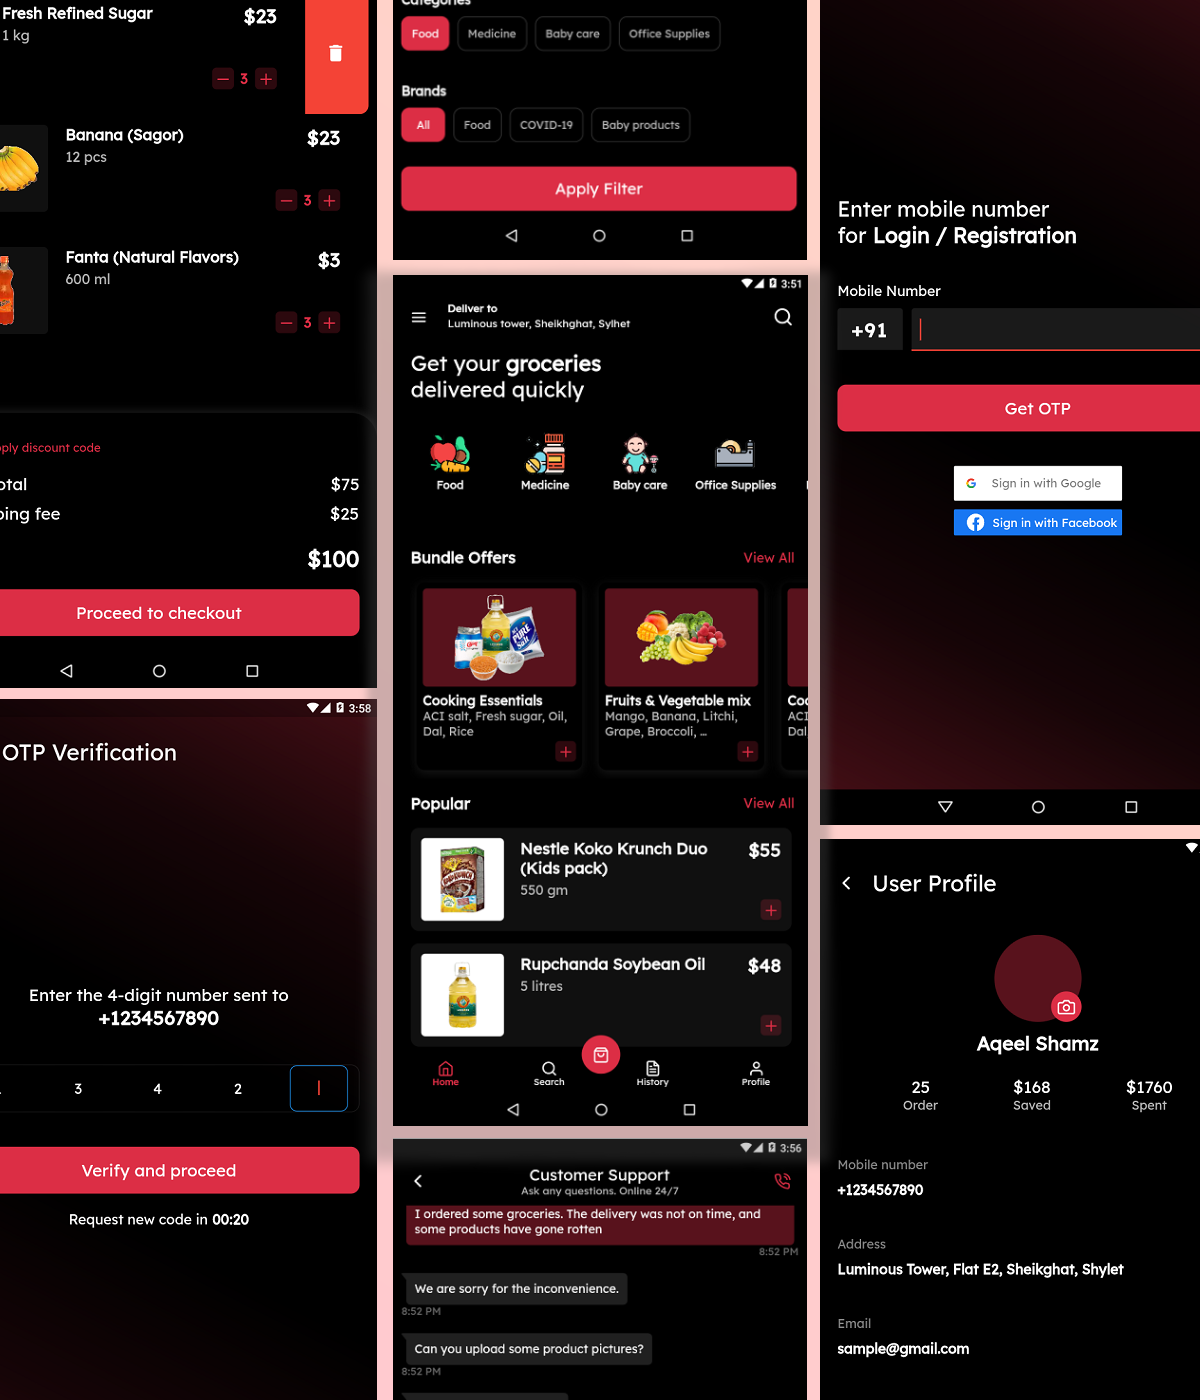 Fresh Refined Sugar
$23
1 kg
3
Banana (Sagor)
$23
12 pcs
3
Fanta (Natural Flavors)
$3
600 ml
3
pply discount code
otal
$75
ping fee
$25
$100
Proceed to checkout
3:58
OTP Verification
Enter the 4-digit number sent to
+1234567890
3 4 2
Verify and proceed
Request new code in 00:20
Categories
Food Medicine Baby care Office Supplies
Brands
All Food COVID-19 Baby products
Apply Filter
3:51
Deliver to
Luminous tower, Sheikhghat, Sylhet
Get your groceries
delivered quickly
Food Medicine Baby care Office Supplies
Bundle Offers
View All
Cooking Essentials
ACI salt, Fresh sugar, Oil,
Dal, Rice
Fruits & Vegetable mix
Mango, Banana, Litchi,
Grape, Broccoli, …
Coo
ACI
Dal
Popular
View All
Nestle Koko Krunch Duo
(Kids pack)
$55
550 gm
Rupchanda Soybean Oil
$48
5 litres
Home Search History Profile
3:56
Customer Support
Ask any questions. Online 24/7
I ordered some groceries. The delivery was not on time, and
some products have gone rotten
8:52 PM
We are sorry for the inconvenience.
8:52 PM
Can you upload some product pictures?
8:52 PM
Enter mobile number
for Login / Registration
Mobile Number
+91
Get OTP
Sign in with Google
Sign in with Facebook
User Profile
Aqeel Shamz
25 $168 $1760
Order Saved Spent
Mobile number
+1234567890
Address
Luminous Tower, Flat E2, Sheikghat, Shylet
Email
sample@gmail.com